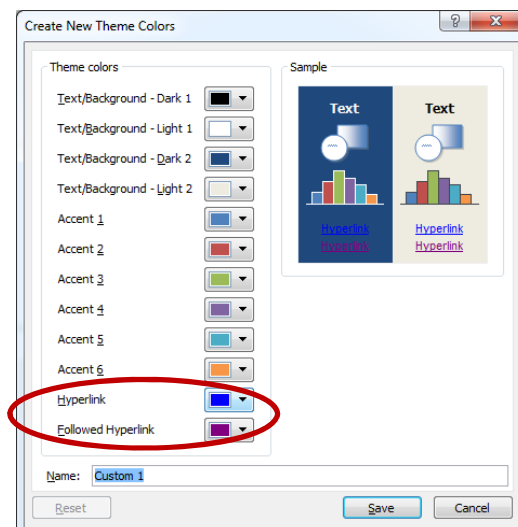 Create New Theme Colors
Theme colors
Text/Background - Dark 1
Text/Background - Light 1
Text/Background - Dark 2
Text/Background - Light 2
Accent 1
Accent 2
Accent 3
Accent 4
Accent 5
Accent 6
Hyperlink
Followed Hyperlink
Sample
Text Text
Hyperlink Hyperlink
Hyperlink Hyperlink
Name: Custom 1
Reset Save Cancel